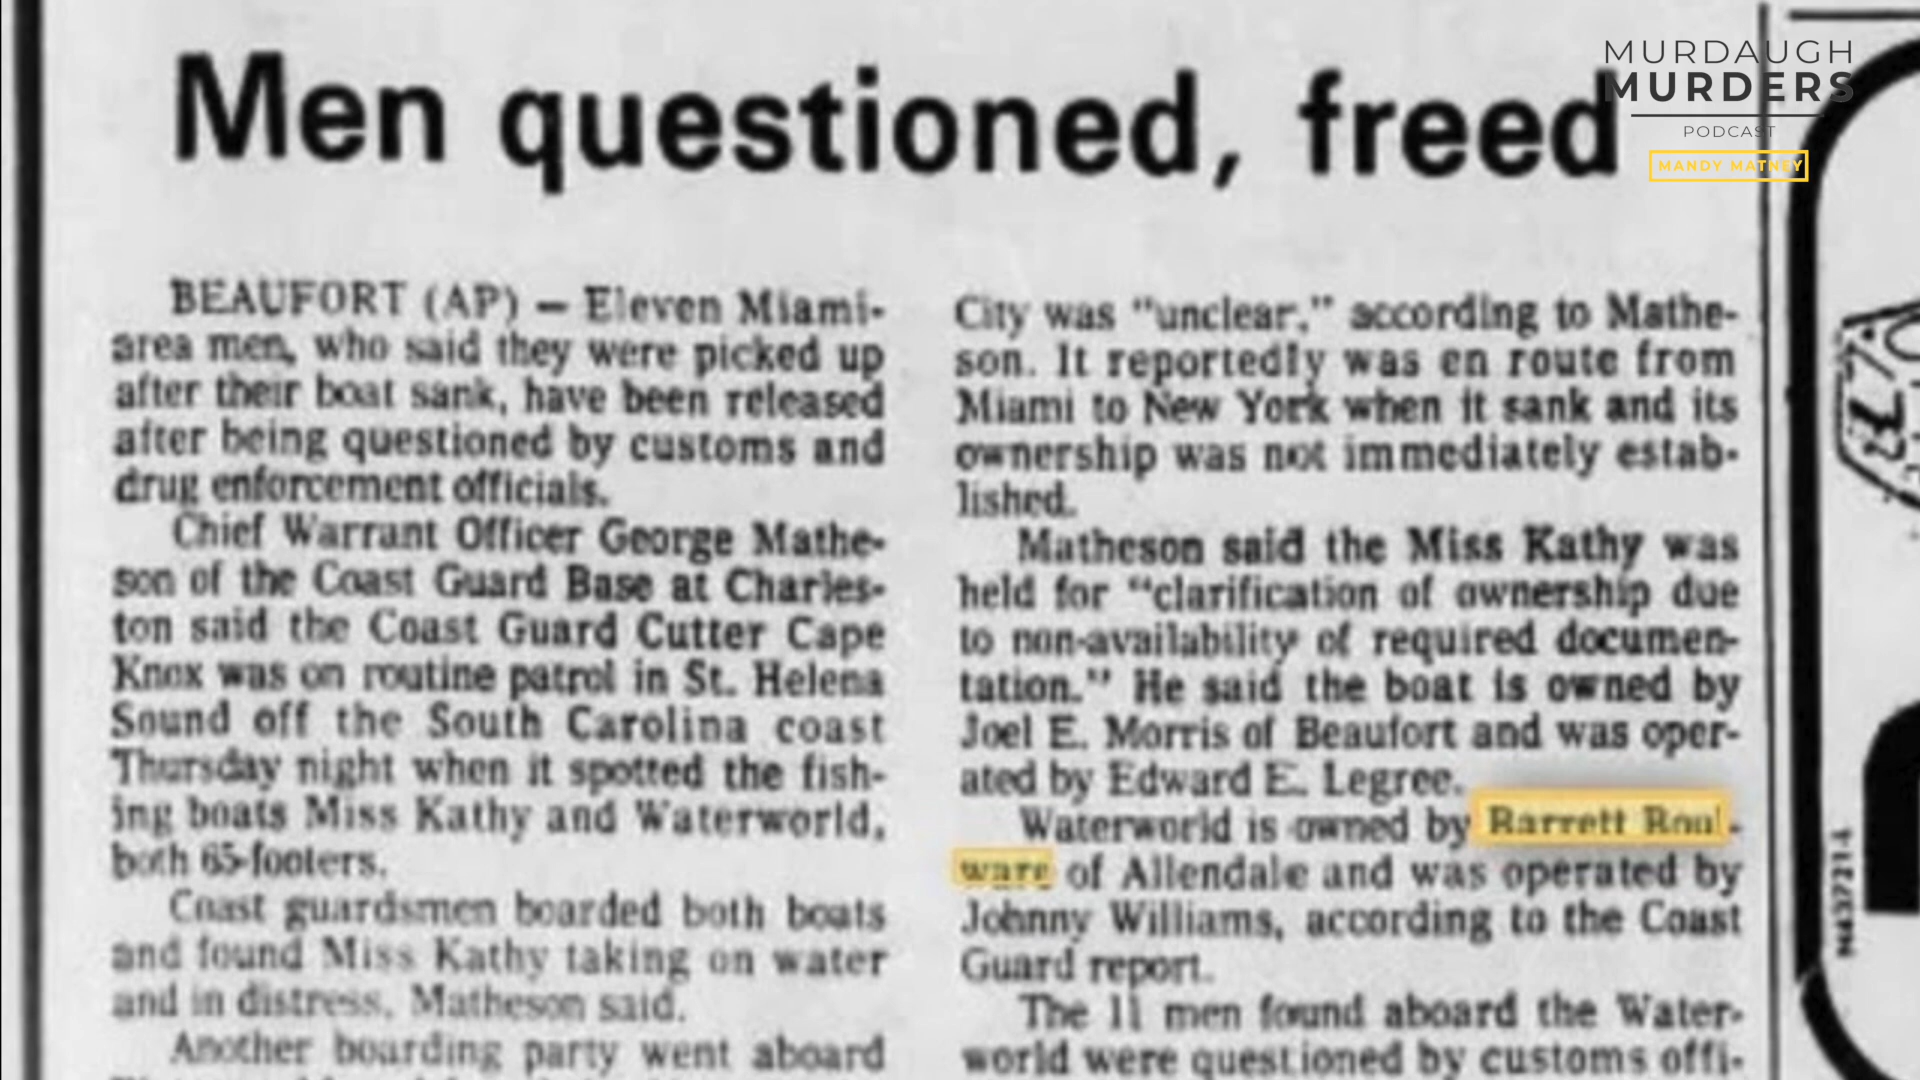 Men questioned, freed
MURDAUGH
MURDERS
PODCAST
MANDY MATNEY
BEAUFORT (AP) — Eleven Miami-
area men, who said they were picked up
after their boat sank, have been released
after being questioned by customs and
drug enforcement officials.
Chief Warrant Officer George Mathe-
son of the Coast Guard Base at Charles-
ton said the Coast Guard Cutter Cape
Knox was on routine patrol in St. Helena
Sound off the South Carolina coast
Thursday night when it spotted the fish-
ing boats Miss Kathy and Waterworld,
both 65-footers.
Coast guardsmen boarded both boats
and found Miss Kathy taking on water
and in distress, Matheson said.
Another boarding party went aboard
City was "unclear," according to Mathe-
son. It reportedly was en route from
Miami to New York when it sank and its
ownership was not immediately estab-
lished.
Matheson said the Miss Kathy was
held for "clarification of ownership due
to non-availability of required documen-
tation." He said the boat is owned by
Joel E. Morris of Beaufort and was oper-
ated by Edward E. Legree.
Waterworld is owned by Barrett Boul-
ware of Allendale and was operated by
Johnny Williams, according to the Coast
Guard report.
The 11 men found aboard the Water-
world were questioned by customs offi-